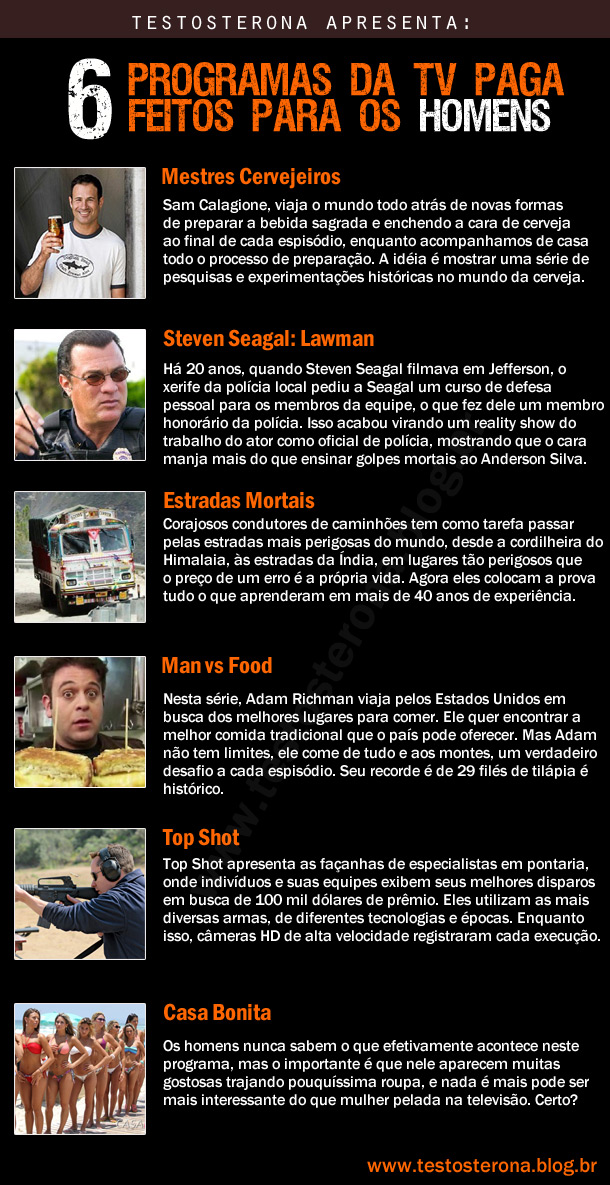 TESTOSTERONA APRESENTA:
6 PROGRAMAS DA TV PAGA
FEITOS PARA OS HOMENS
Mestres Cervejeiros
Sam Calagione, viaja o mundo todo atrás de novas formas
de preparar a bebida sagrada e enchendo a cara de cerveja
ao final de cada espisódio, enquanto acompanhamos de casa
todo o processo de preparação. A idéia é mostrar uma série de
pesquisas e experimentações históricas no mundo da cerveja.
Steven Seagal: Lawman
Há 20 anos, quando Steven Seagal filmava em Jefferson, o
xerife da polícia local pediu a Seagal um curso de defesa
pessoal para os membros da equipe, o que fez dele um membro
honorário da polícia. Isso acabou virando um reality show do
trabalho do ator como oficial de polícia, mostrando que o cara
manja mais do que ensinar golpes mortais ao Anderson Silva.
Estradas Mortais
Corajosos condutores de caminhões tem como tarefa passar
pelas estradas mais perigosas do mundo, desde a cordilheira do
Himalaia, às estradas da Índia, em lugares tão perigosos que
o preço de um erro é a própria vida. Agora eles colocam a prova
tudo o que aprenderam em mais de 40 anos de experiência.
Man vs Food
Nesta série, Adam Richman viaja pelos Estados Unidos em
busca dos melhores lugares para comer. Ele quer encontrar a
melhor comida tradicional que o país pode oferecer. Mas Adam
não tem limites, ele come de tudo e aos montes, um verdadeiro
desafio a cada espisódio. Seu recorde é de 29 filés de tilápia é
histórico.
Top Shot
Top Shot apresenta as façanhas de especialistas em pontaria,
onde indivíduos e suas equipes exibem seus melhores disparos
em busca de 100 mil dólares de prêmio. Eles utilizam as mais
diversas armas, de diferentes tecnologias e épocas. Enquanto
isso, câmeras HD de alta velocidade registraram cada execução.
Casa Bonita
Os homens nunca sabem o que efetivamente acontece neste
programa, mas o importante é que nele aparecem muitas
gostosas trajando pouquíssima roupa, e nada é mais pode ser
mais interessante do que mulher pelada na televisão. Certo?
CASA
www.testosterona.blog.br